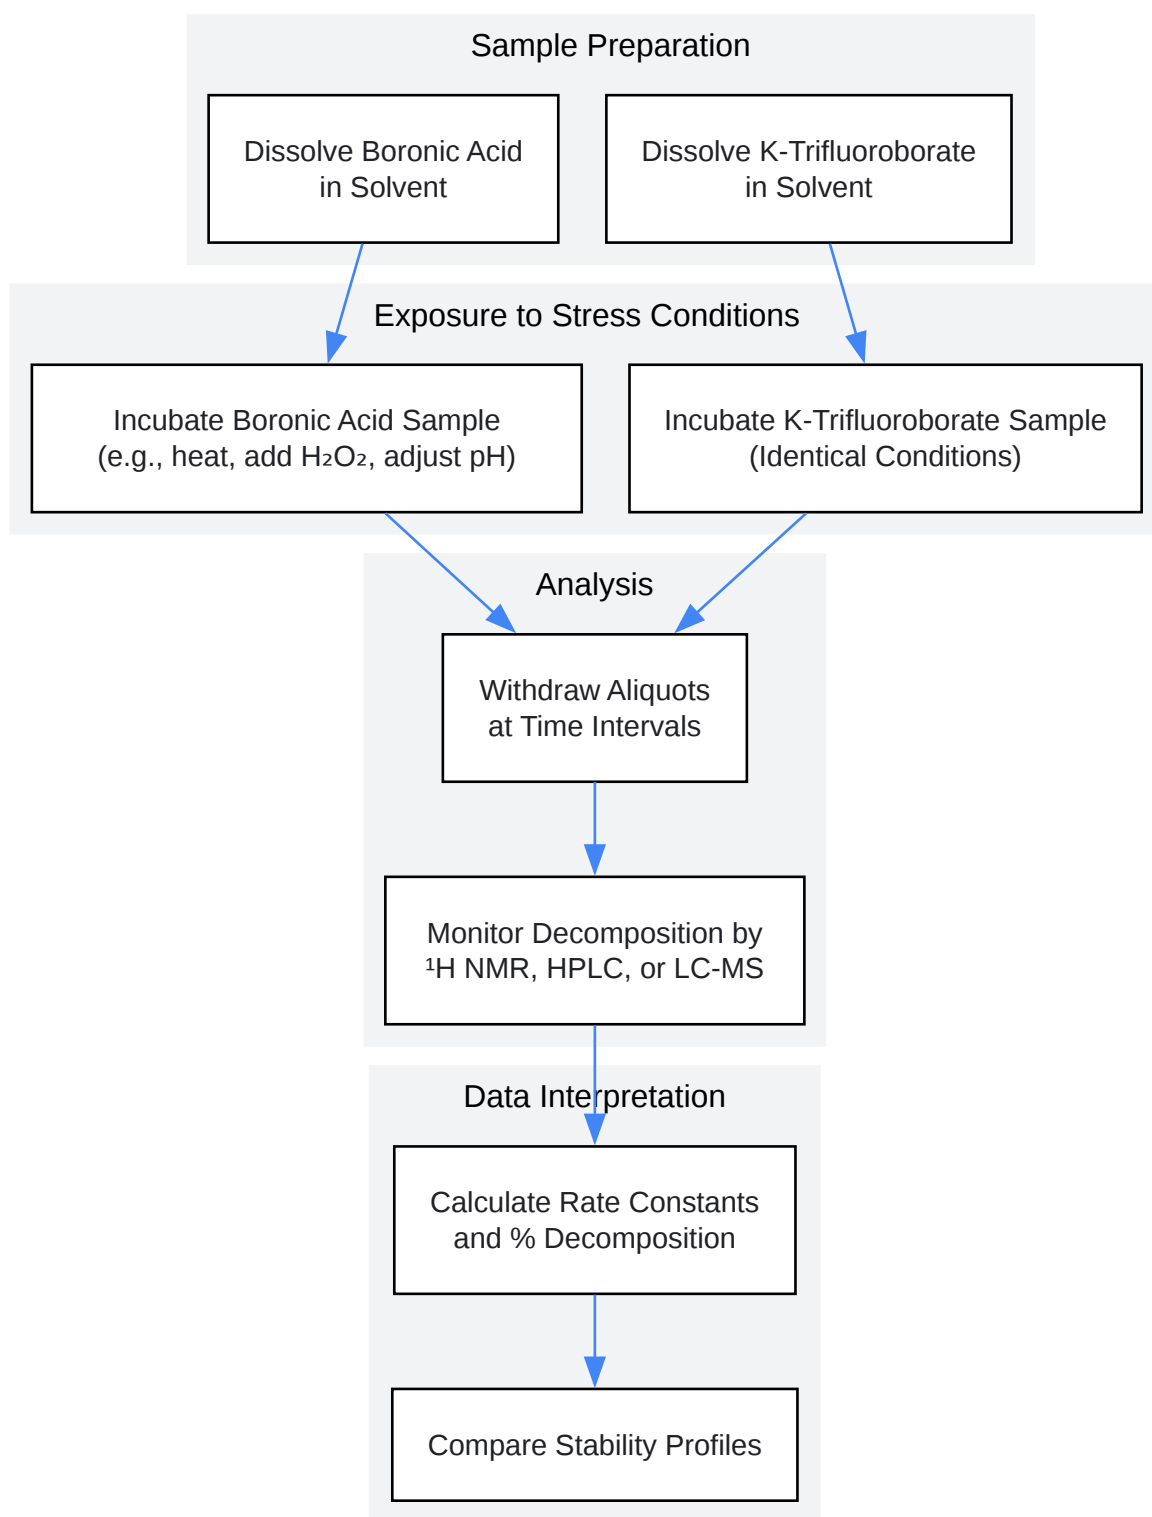 Sample Preparation
Dissolve Boronic Acid
in Solvent
Dissolve K-Trifluoroborate
in Solvent
Exposure to Stress Conditions
Incubate Boronic Acid Sample
(e.g., heat, add H₂O₂, adjust pH)
Incubate K-Trifluoroborate Sample
(Identical Conditions)
Analysis
Withdraw Aliquots
at Time Intervals
Monitor Decomposition by
¹H NMR, HPLC, or LC-MS
Data Interpretation
Calculate Rate Constants
and % Decomposition
Compare Stability Profiles